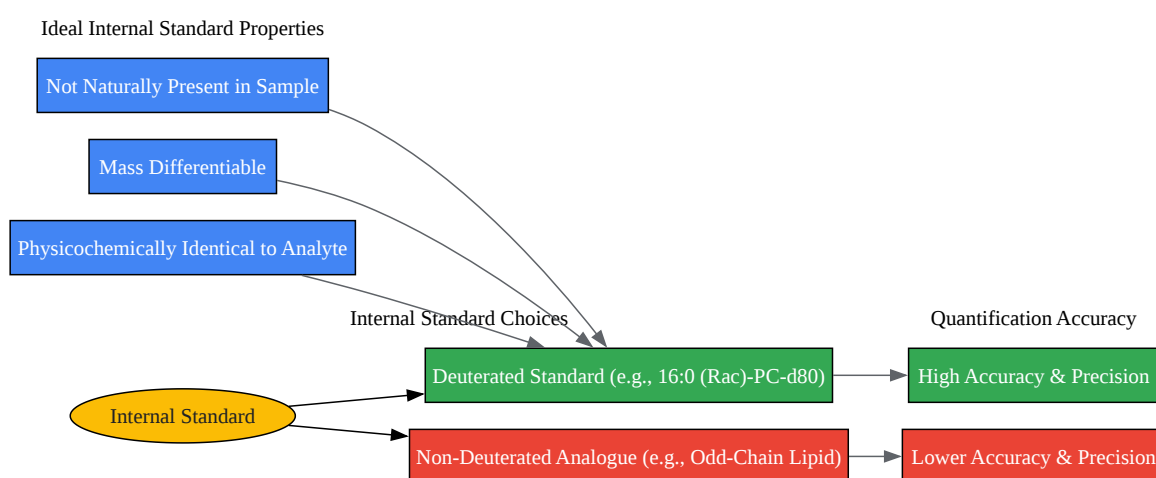 Ideal Internal Standard Properties
Not Naturally Present in Sample
Mass Differentiable
Physicochemically Identical to Analyte
Internal Standard Choices
Quantification Accuracy
Deuterated Standard (e.g., 16:0 (Rac)-PC-d80)
High Accuracy & Precision
Internal Standard
Non-Deuterated Analogue (e.g., Odd-Chain Lipid)
Lower Accuracy & Precision